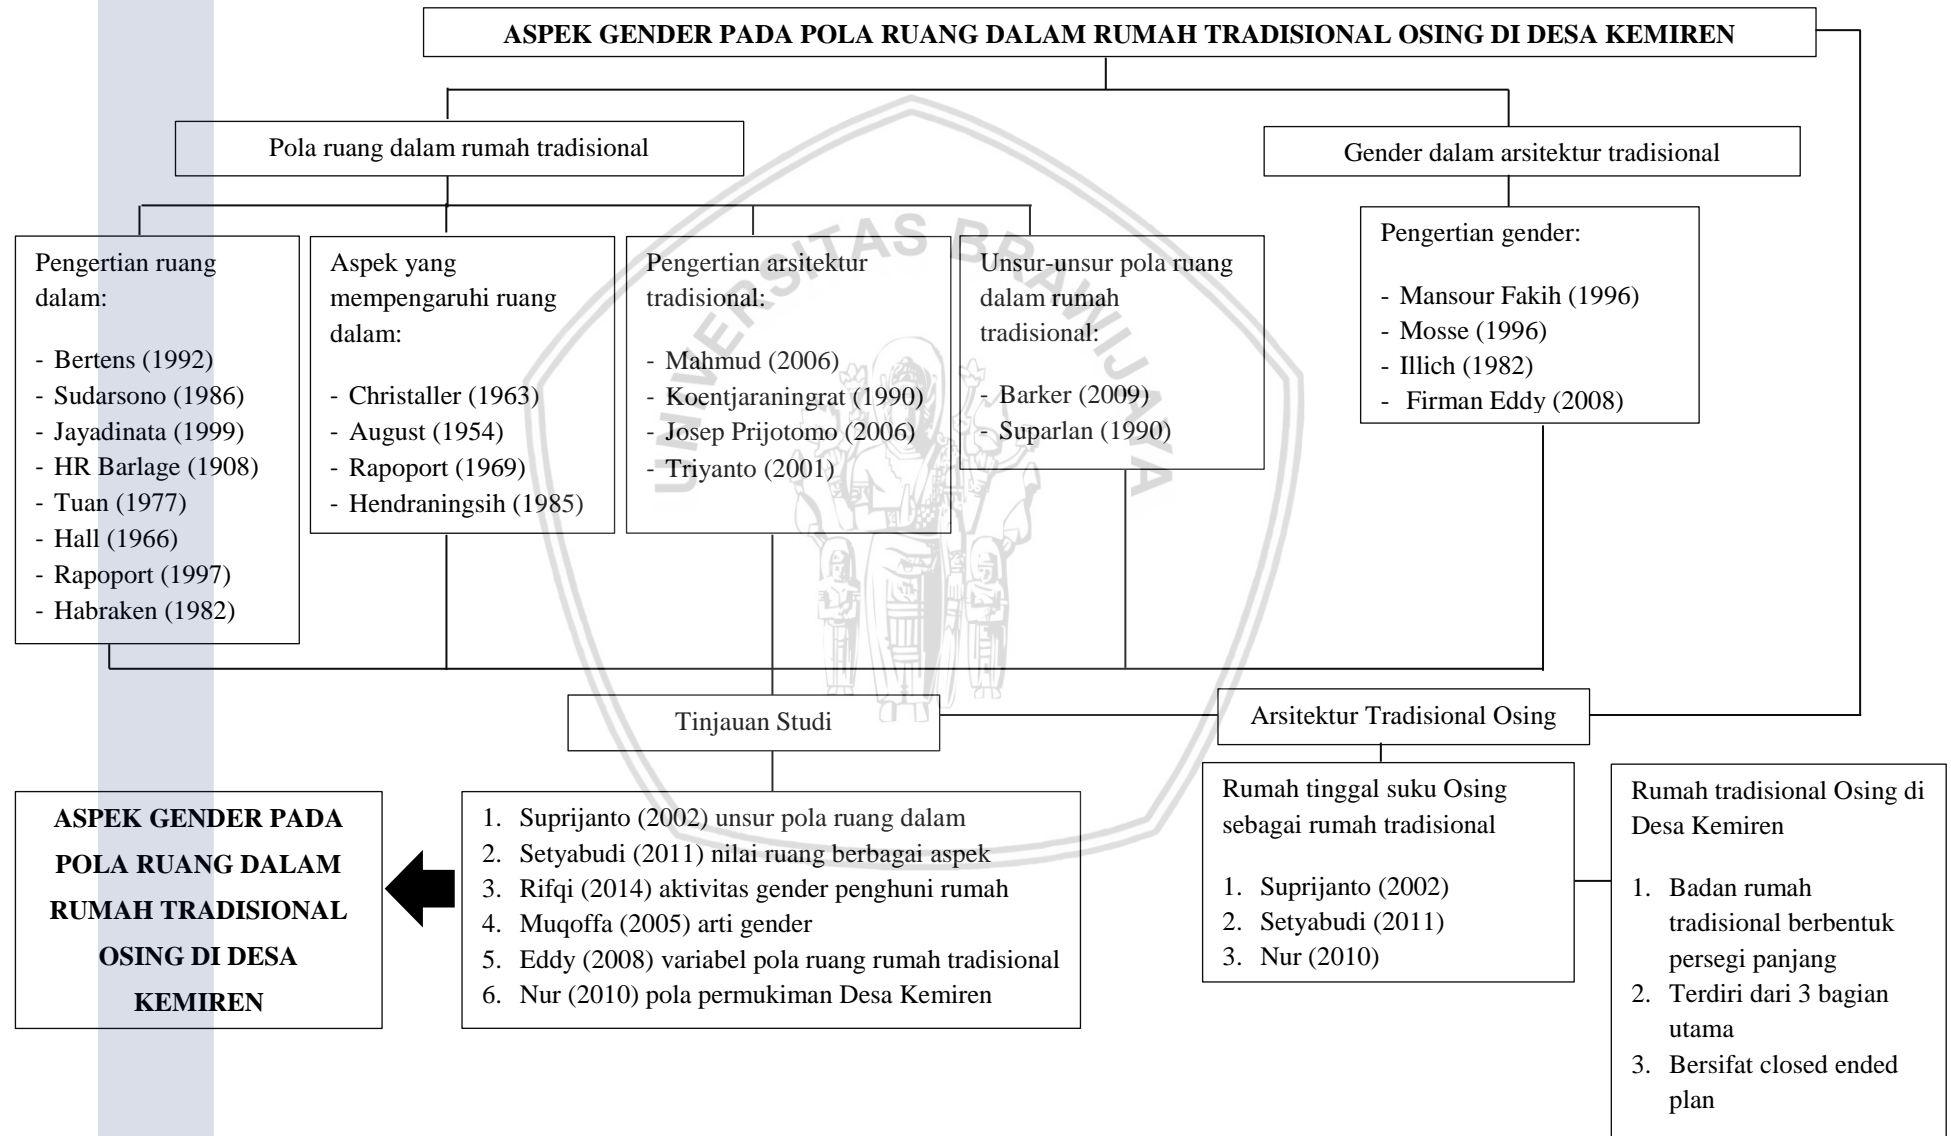 ASPEK GENDER PADA POLA RUANG DALAM RUMAH TRADISIONAL OSING DI DESA KEMIREN
Pola ruang dalam rumah tradisional
Gender dalam arsitektur tradisional
Pengertian ruang
dalam:
- Bertens (1992)
- Sudarsono (1986)
- Jayadinata (1999)
- HR Barlage (1908)
- Tuan (1977)
- Hall (1966)
- Rapoport (1997)
- Habraken (1982)
Aspek yang
mempengaruhi ruang
dalam:
- Christaller (1963)
- August (1954)
- Rapoport (1969)
- Hendraningsih (1985)
Pengertian arsitektur
tradisional:
- Mahmud (2006)
- Koentjaraningrat (1990)
- Josep Prijotomo (2006)
- Triyanto (2001)
Unsur-unsur pola ruang
dalam rumah
tradisional:
- Barker (2009)
- Suparlan (1990)
Pengertian gender:
- Mansour Fakih (1996)
- Mosse (1996)
- Illich (1982)
- Firman Eddy (2008)
UNIVERSITAS BRAWIJAYA
Tinjauan Studi
Arsitektur Tradisional Osing
ASPEK GENDER PADA
POLA RUANG DALAM
RUMAH TRADISIONAL
OSING DI DESA
KEMIREN
1. Suprijanto (2002) unsur pola ruang dalam
2. Setyabudi (2011) nilai ruang berbagai aspek
3. Rifqi (2014) aktivitas gender penghuni rumah
4. Muqoffa (2005) arti gender
5. Eddy (2008) variabel pola ruang rumah tradisional
6. Nur (2010) pola permukiman Desa Kemiren
Rumah tinggal suku Osing
sebagai rumah tradisional
1. Suprijanto (2002)
2. Setyabudi (2011)
3. Nur (2010)
Rumah tradisional Osing di
Desa Kemiren
1. Badan rumah
tradisional berbentuk
persegi panjang
2. Terdiri dari 3 bagian
utama
3. Bersifat closed ended
plan